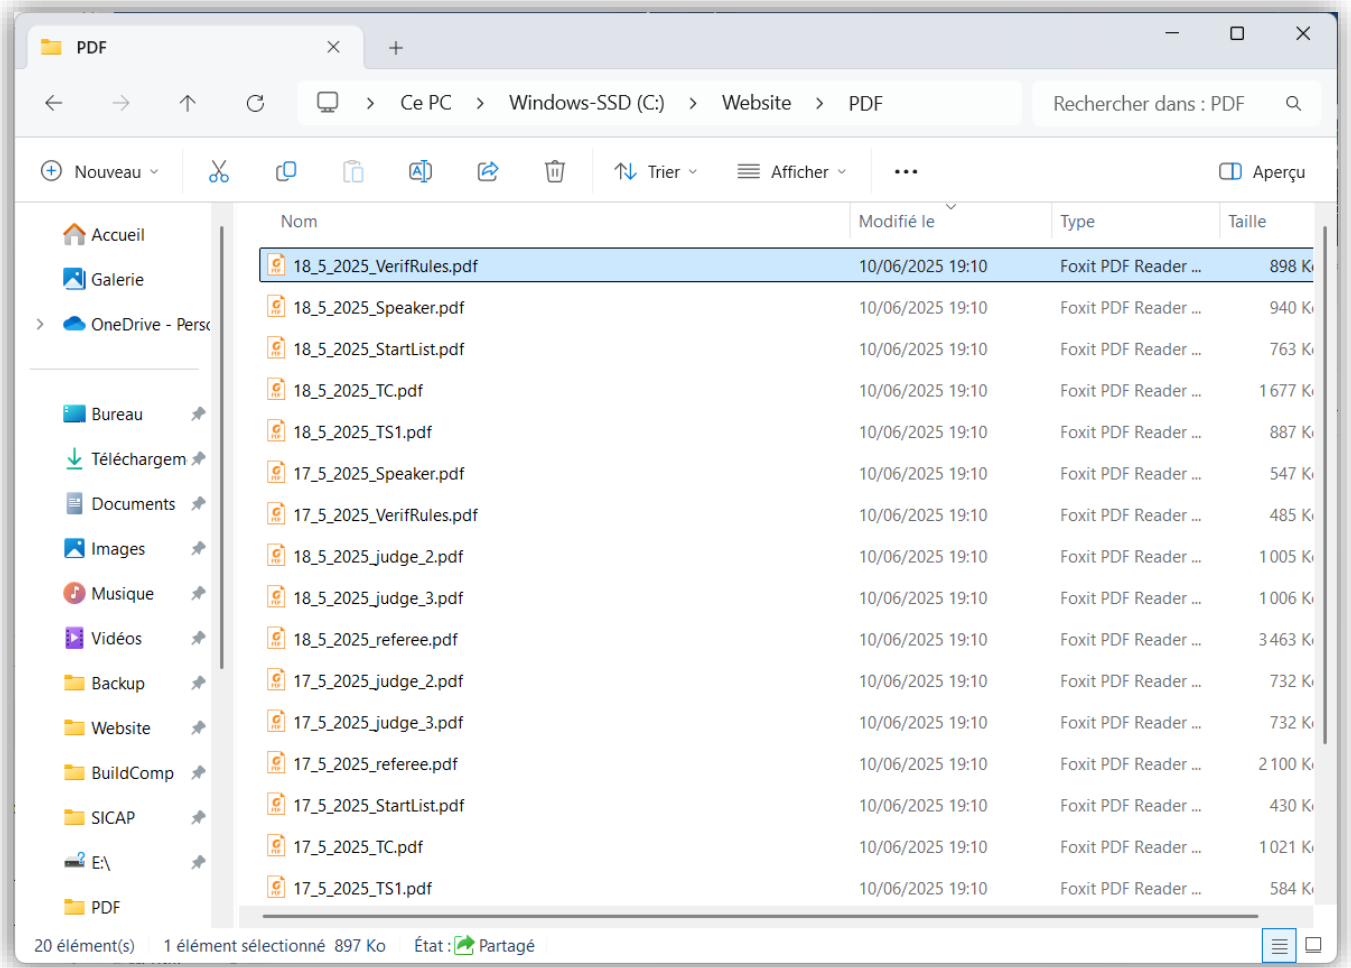 PDF
Ce PC > Windows-SSD (C:) > Website > PDF
Rechercher dans : PDF
Nouveau
Trier
Afficher
Aperçu
Accueil
Galerie
OneDrive - Perso
Bureau
Téléchargem
Documents
Images
Musique
Vidéos
Backup
Website
BuildComp
SICAP
E:\
PDF
Nom Modifié le Type Taille
18_5_2025_VerifRules.pdf 10/06/2025 19:10 Foxit PDF Reader ... 898 K
18_5_2025_Speaker.pdf 10/06/2025 19:10 Foxit PDF Reader ... 940 K
18_5_2025_StartList.pdf 10/06/2025 19:10 Foxit PDF Reader ... 763 K
18_5_2025_TC.pdf 10/06/2025 19:10 Foxit PDF Reader ... 1 677 K
18_5_2025_TS1.pdf 10/06/2025 19:10 Foxit PDF Reader ... 887 K
17_5_2025_Speaker.pdf 10/06/2025 19:10 Foxit PDF Reader ... 547 K
17_5_2025_VerifRules.pdf 10/06/2025 19:10 Foxit PDF Reader ... 485 K
18_5_2025_judge_2.pdf 10/06/2025 19:10 Foxit PDF Reader ... 1 005 K
18_5_2025_judge_3.pdf 10/06/2025 19:10 Foxit PDF Reader ... 1 006 K
18_5_2025_referee.pdf 10/06/2025 19:10 Foxit PDF Reader ... 3 463 K
17_5_2025_judge_2.pdf 10/06/2025 19:10 Foxit PDF Reader ... 732 K
17_5_2025_judge_3.pdf 10/06/2025 19:10 Foxit PDF Reader ... 732 K
17_5_2025_referee.pdf 10/06/2025 19:10 Foxit PDF Reader ... 2 100 K
17_5_2025_StartList.pdf 10/06/2025 19:10 Foxit PDF Reader ... 430 K
17_5_2025_TC.pdf 10/06/2025 19:10 Foxit PDF Reader ... 1 021 K
17_5_2025_TS1.pdf 10/06/2025 19:10 Foxit PDF Reader ... 584 K
20 élément(s) 1 élément sélectionné 897 Ko État : Partagé